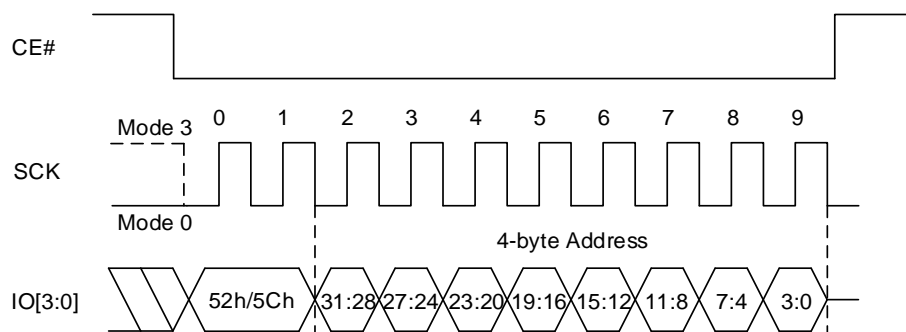 CE#
Mode 3
0 1 2 3 4 5 6 7 8 9
SCK
Mode 0
4-byte Address
IO[3:0]
52h/5Ch 31:28 27:24 23:20 19:16 15:12 11:8 7:4 3:0